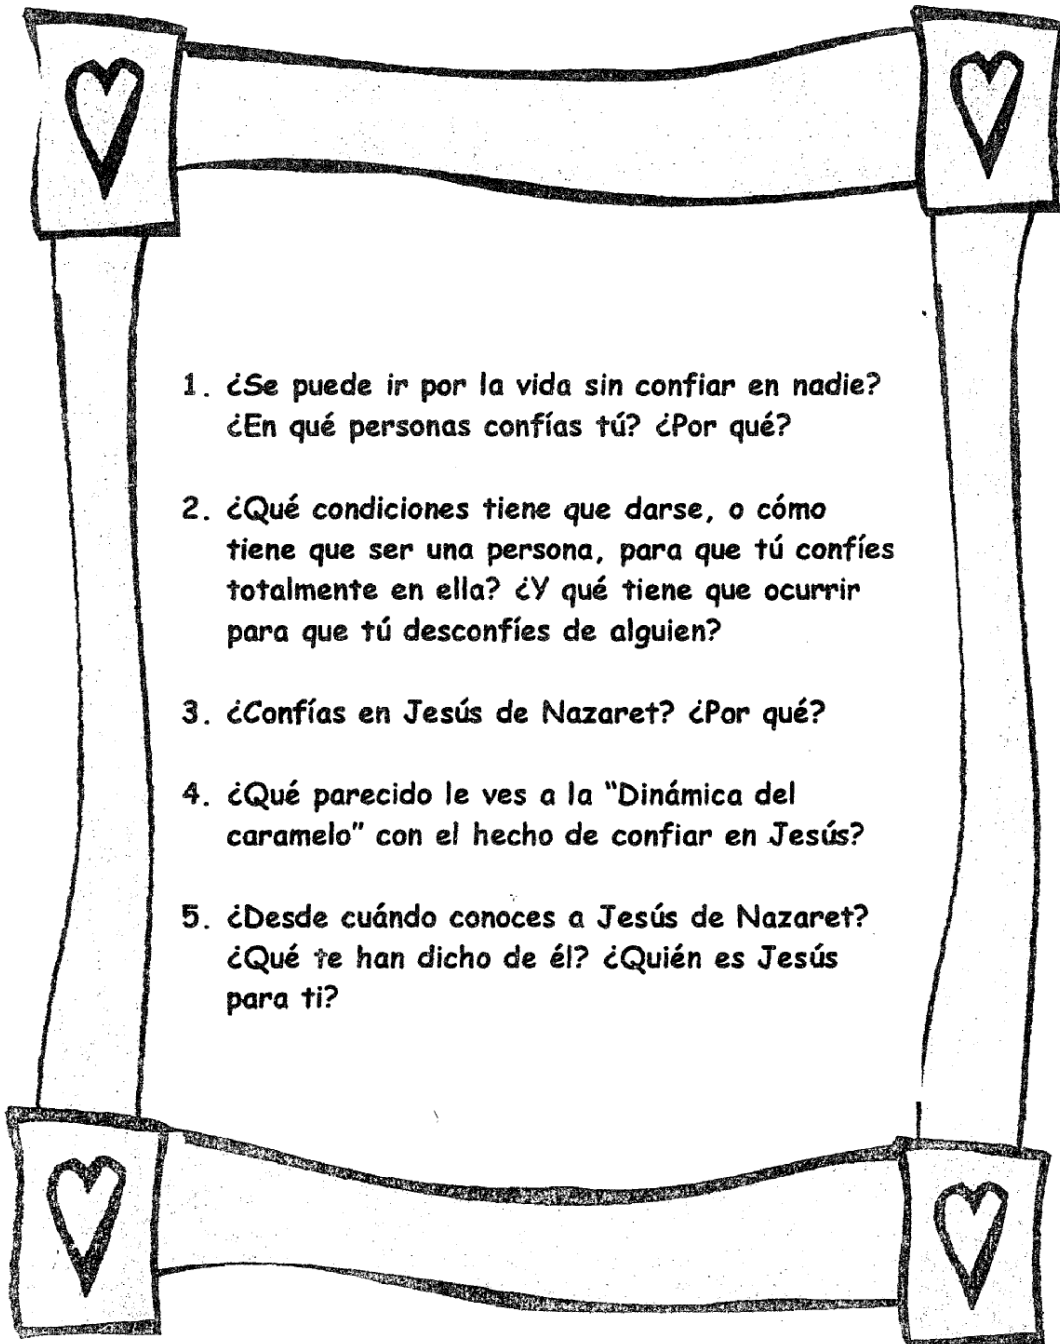 1. ¿Se puede ir por la vida sin confiar en nadie?
¿En qué personas confías tú? ¿Por qué?
2. ¿Qué condiciones tiene que darse, o cómo
tiene que ser una persona, para que tú confíes
totalmente en ella? ¿Y qué tiene que ocurrir
para que tú desconfíes de alguien?
3. ¿Confías en Jesús de Nazaret? ¿Por qué?
4. ¿Qué parecido le ves a la "Dinámica del
caramelo" con el hecho de confiar en Jesús?
5. ¿Desde cuándo conoces a Jesús de Nazaret?
¿Qué te han dicho de él? ¿Quién es Jesús
para ti?